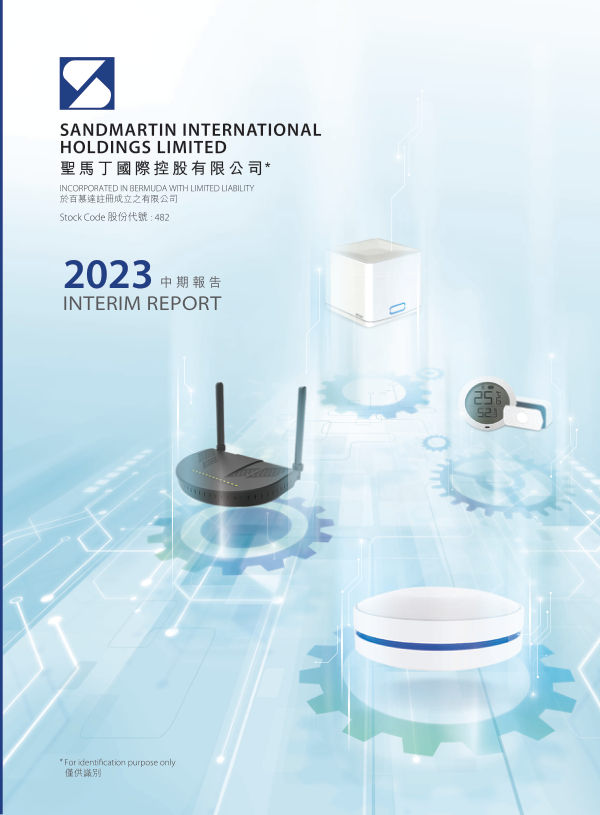 SANDMARTIN INTERNATIONAL
HOLDINGS LIMITED
聖馬丁國際控股有限公司*
INCORPORATED IN BERMUDA WITH LIMITED LIABILITY
於百慕達註冊成立之有限公司
Stock Code 股份代號 : 482
2023 中期報告
INTERIM REPORT
* For identification purpose only
僅供識別